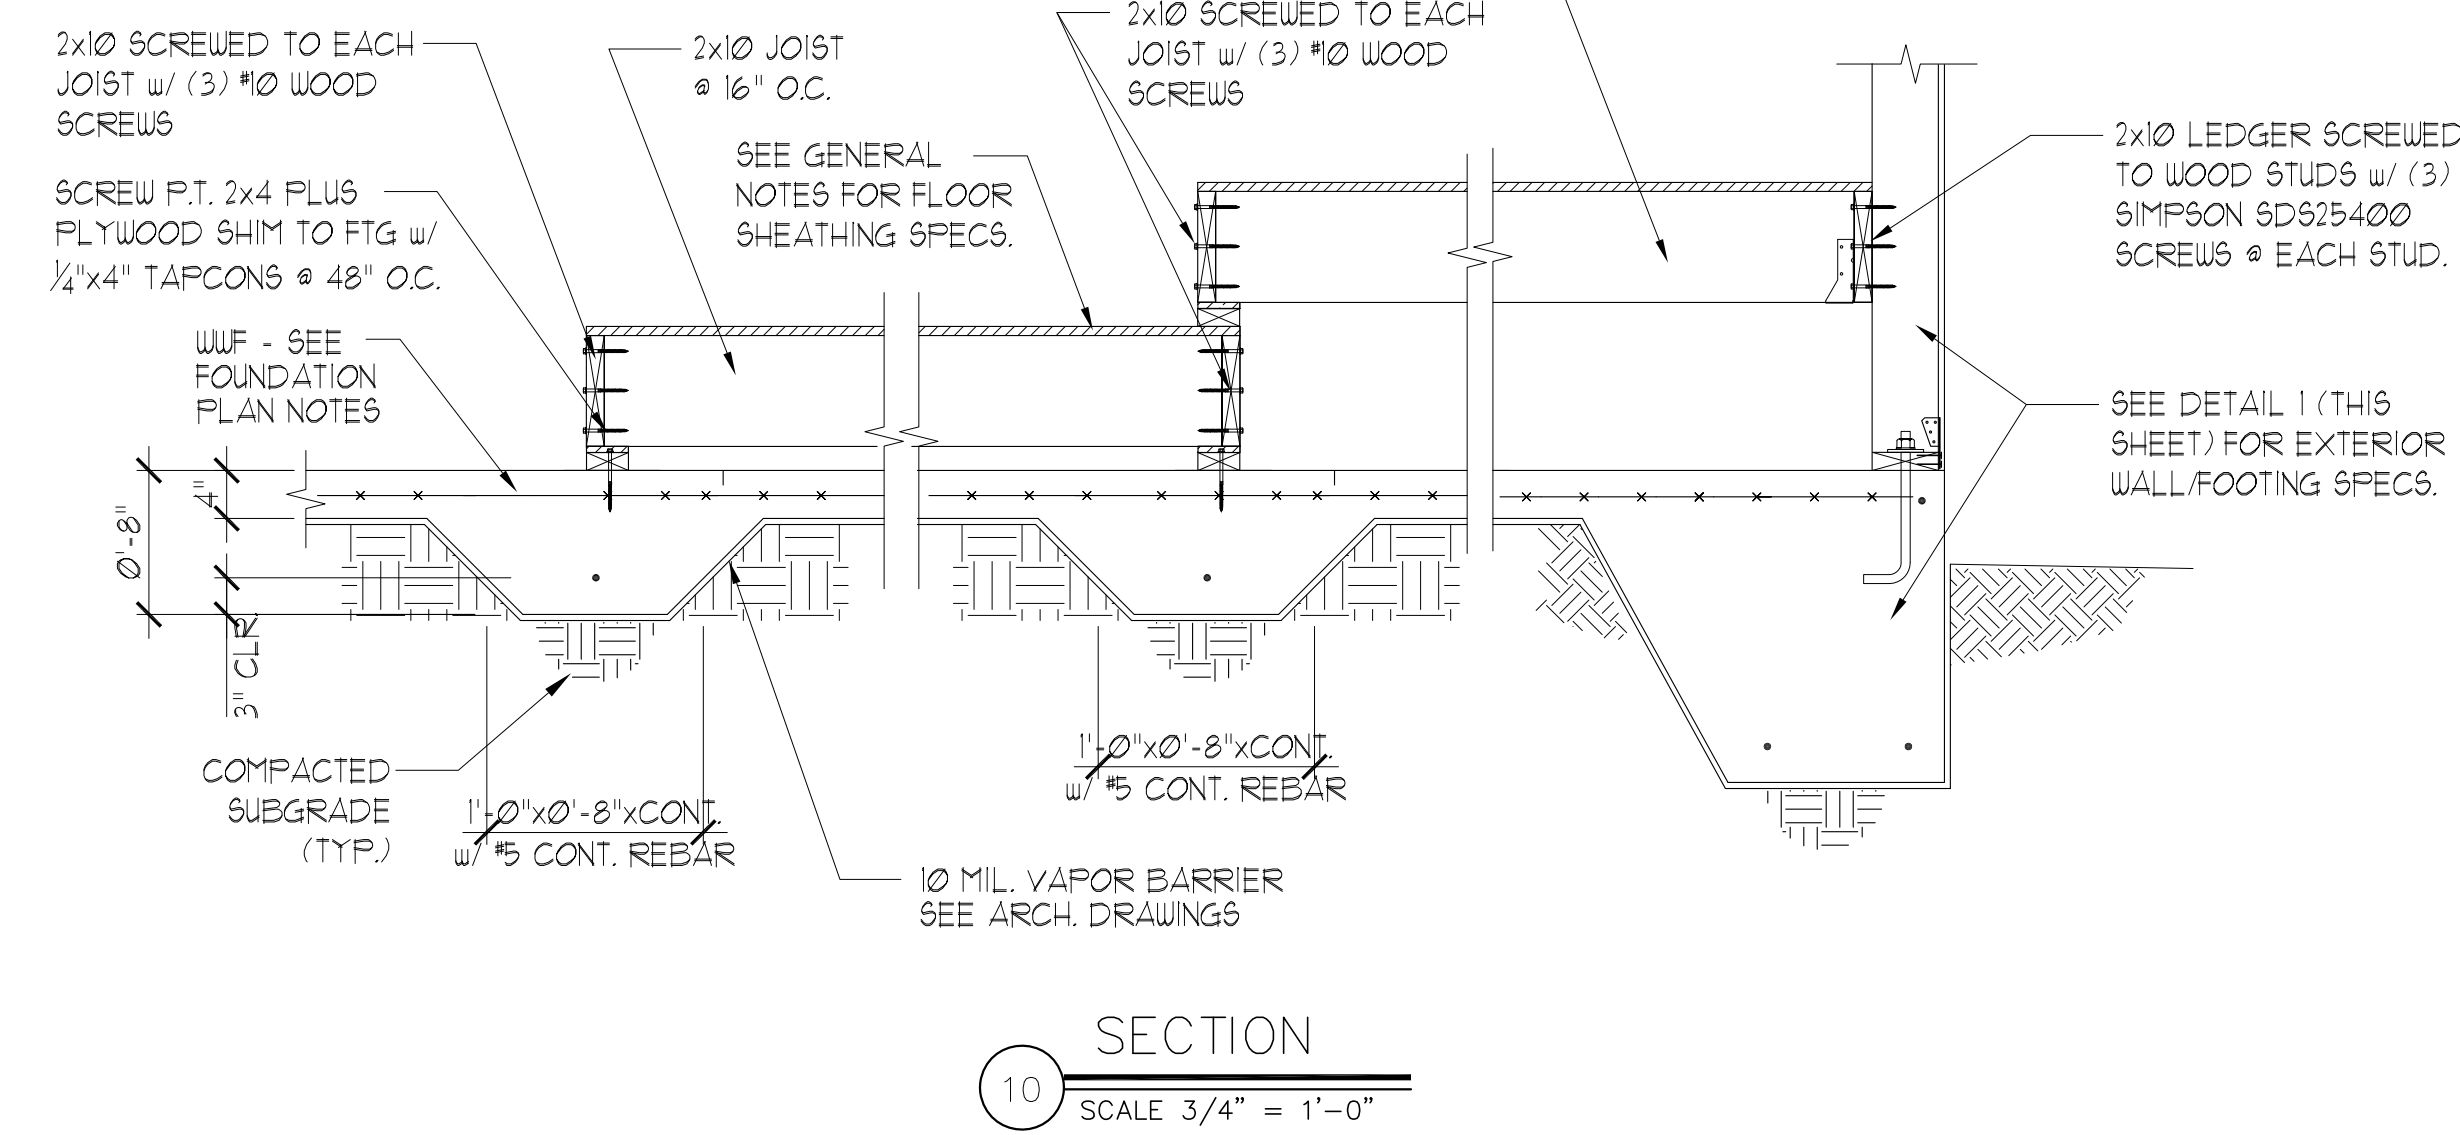 2x10 SCREWED TO EACH
JOIST w/ (3) #10 WOOD
SCREWS
SCREW P.T. 2x4 PLUS
PLYWOOD SHIM TO FTG w/
1/4"x4" TAPCONS @ 48" O.C.
WWF - SEE
FOUNDATION
PLAN NOTES
2x10 JOIST
@ 16" O.C.
SEE GENERAL
NOTES FOR FLOOR
SHEATHING SPECS.
2x10 SCREWED TO EACH
JOIST w/ (3) #10 WOOD
SCREWS
2x10 LEDGER SCREWED
TO WOOD STUDS w/ (3)
SIMPSON SDS25400
SCREWS @ EACH STUD.
SEE DETAIL 1 (THIS
SHEET) FOR EXTERIOR
WALL/FOOTING SPECS.
0'-8"
4"
3" CLR.
COMPACTED
SUBGRADE
(TYP.)
1'-0"x0'-8"xCONT.
w/ #5 CONT. REBAR
1'-0"x0'-8"xCONT.
w/ #5 CONT. REBAR
10 MIL. VAPOR BARRIER
SEE ARCH. DRAWINGS
SECTION
10
SCALE 3/4" = 1'-0"